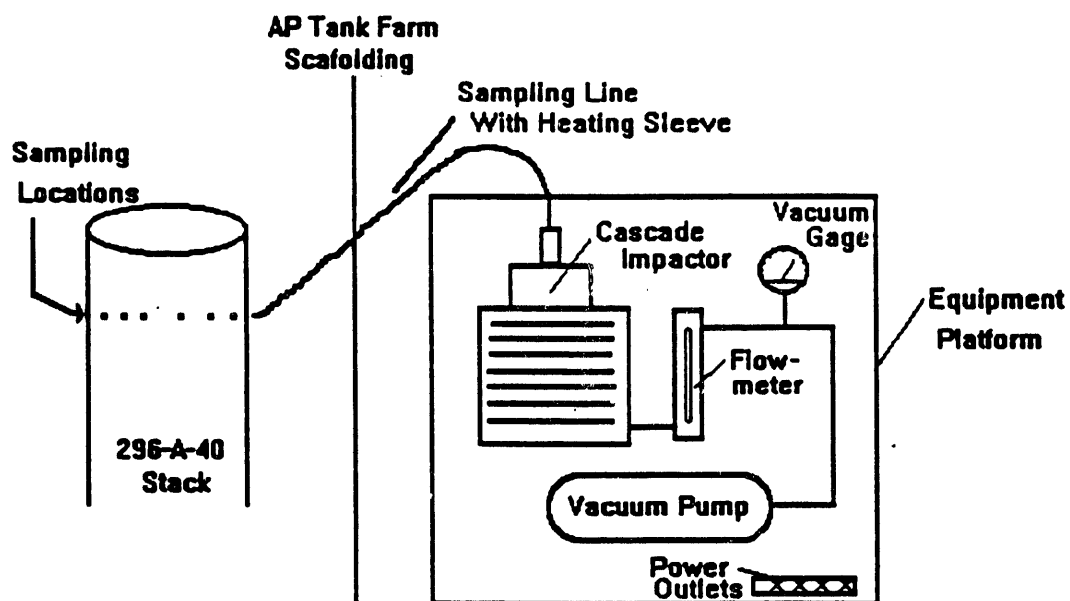 AP Tank Farm
Scafolding
Sampling Line
With Heating Sleeve
Sampling
Locations
Vacuum
Gage
Cascade
Impactor
Equipment
Platform
Flow-
meter
296-A-40
Stack
Vacuum Pump
Power
Outlets